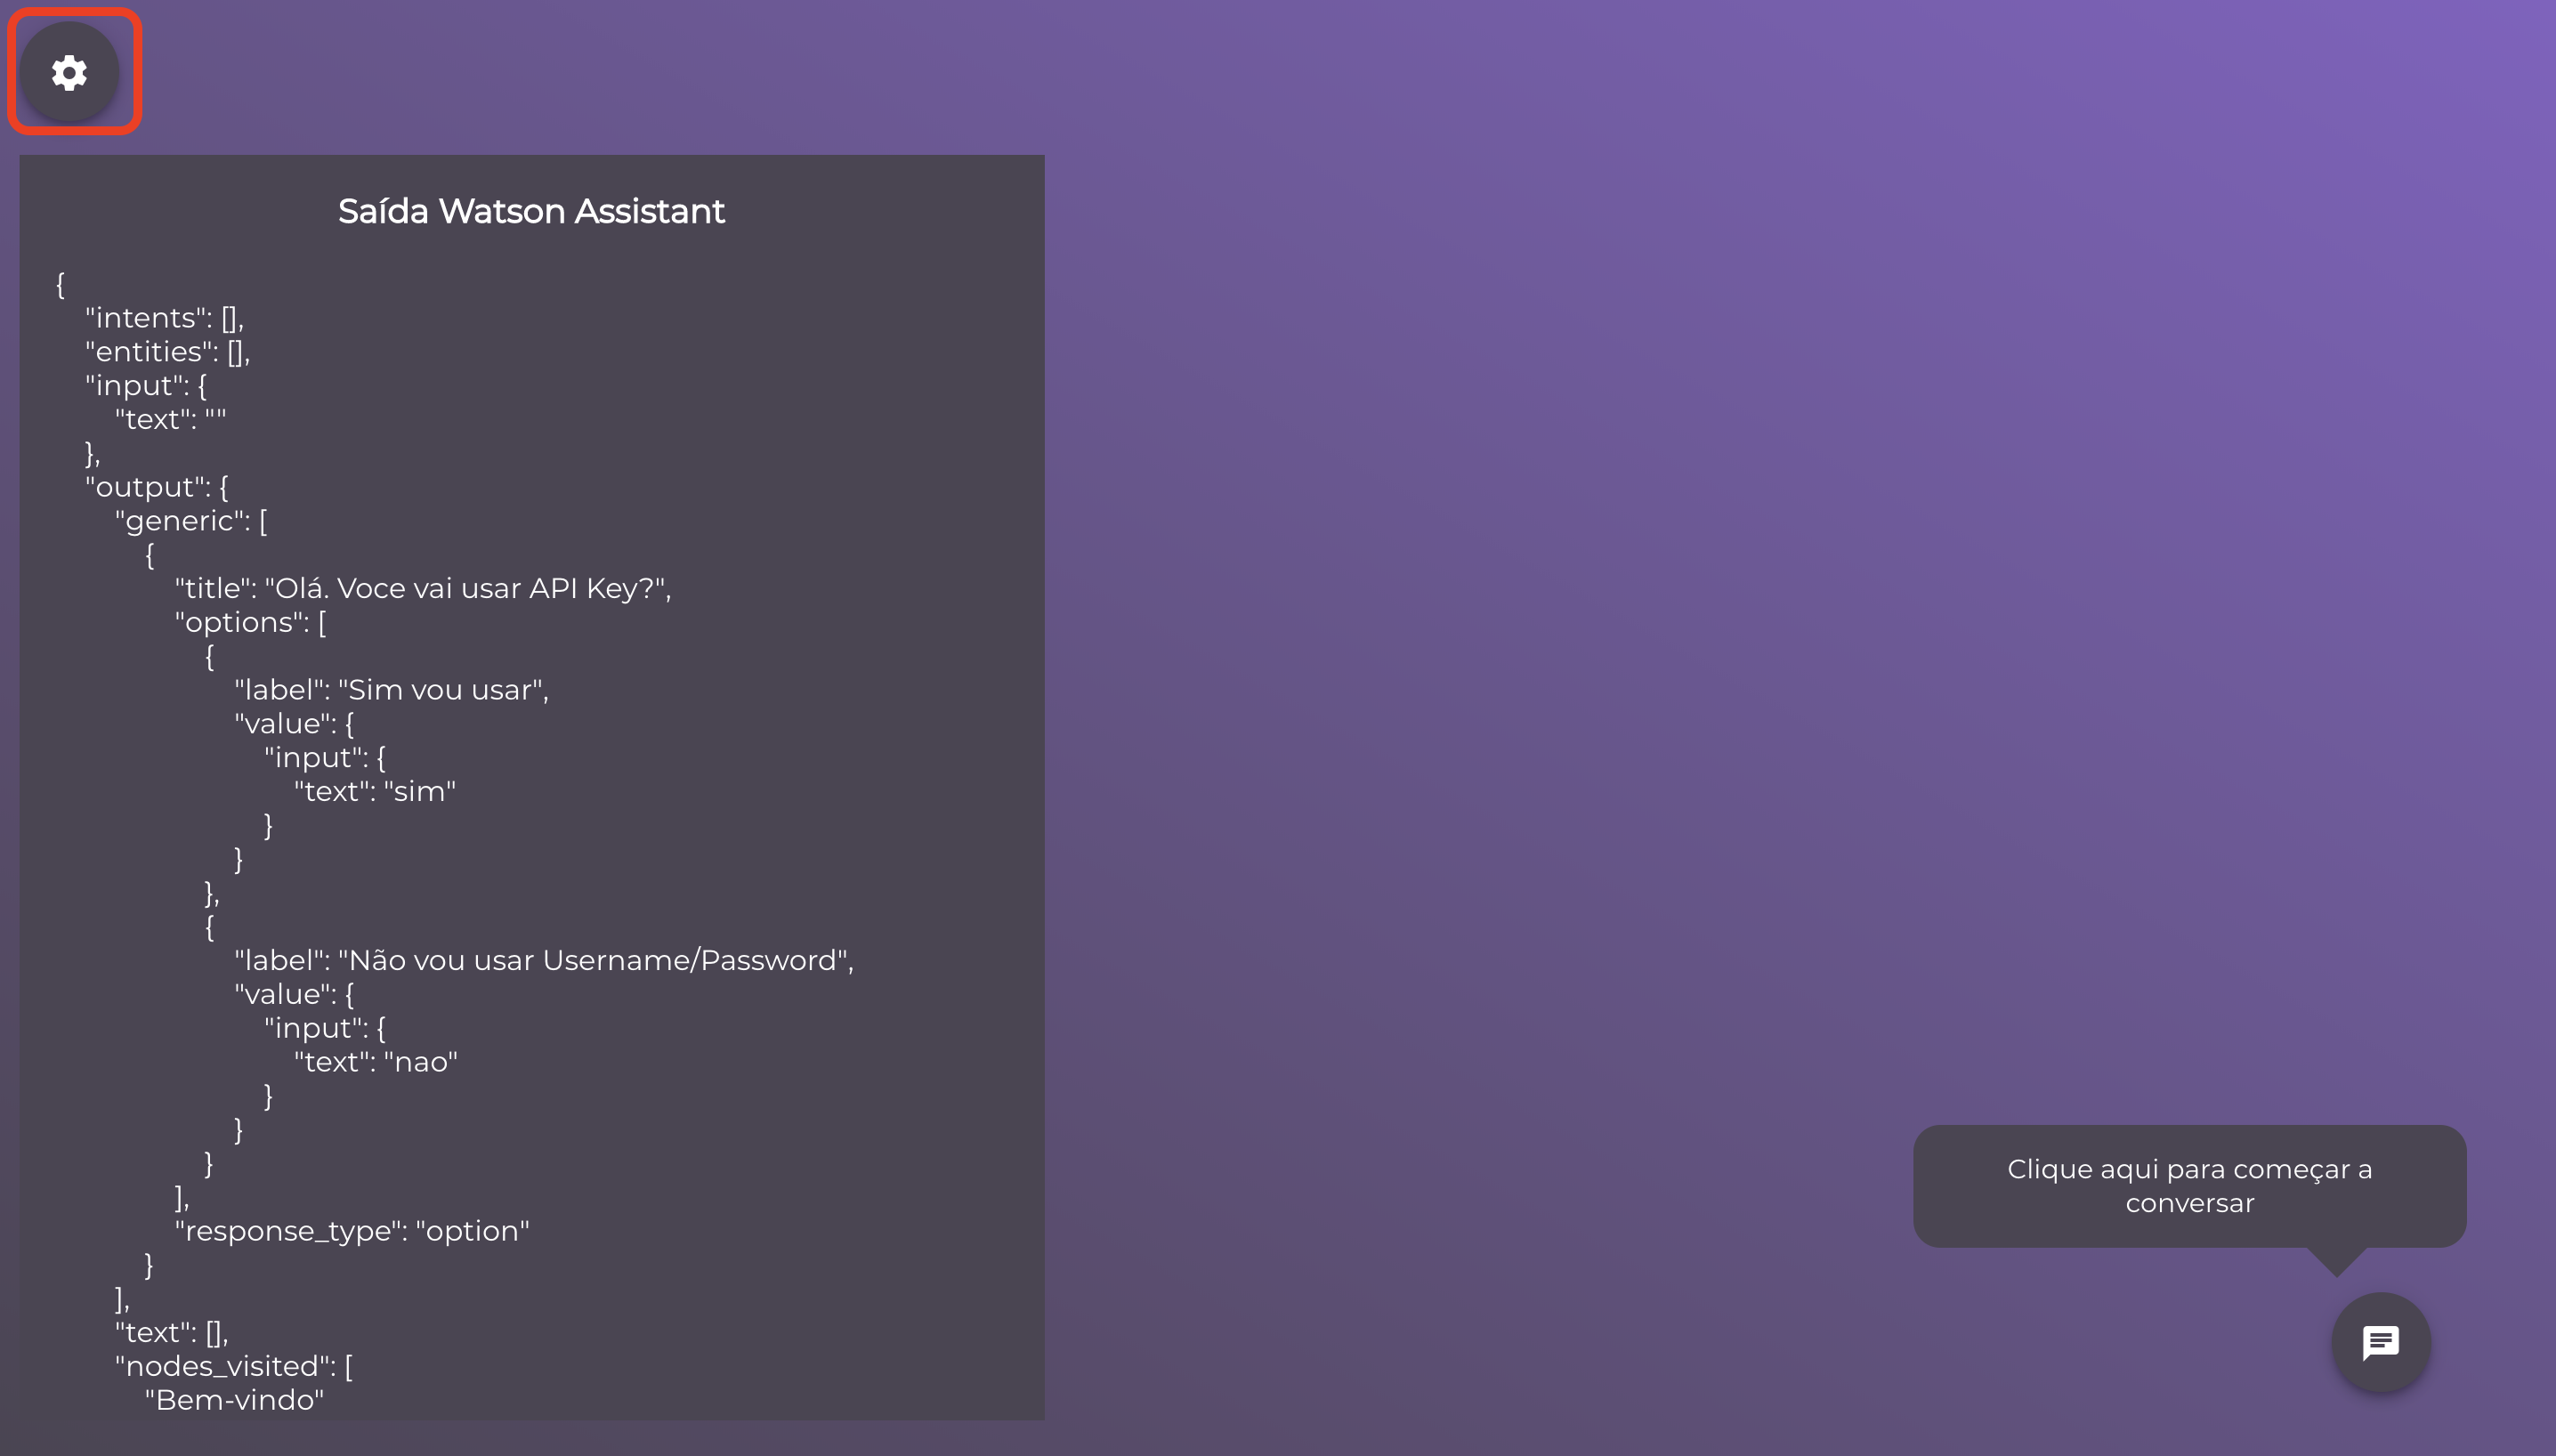 Saída Watson Assistant
{
"intents": [],
"entities": [],
"input": {
"text": ""
},
"output": {
"generic": [
{
"title": "Olá. Voce vai usar API Key?",
"options": [
{
"label": "Sim vou usar",
"value": {
"input": {
"text": "sim"
}
}
},
{
"label": "Não vou usar Username/Password",
"value": {
"input": {
"text": "nao"
}
}
}
],
"response_type": "option"
}
],
"text": [],
"nodes_visited": [
"Bem-vindo"
Clique aqui para começar a
conversar